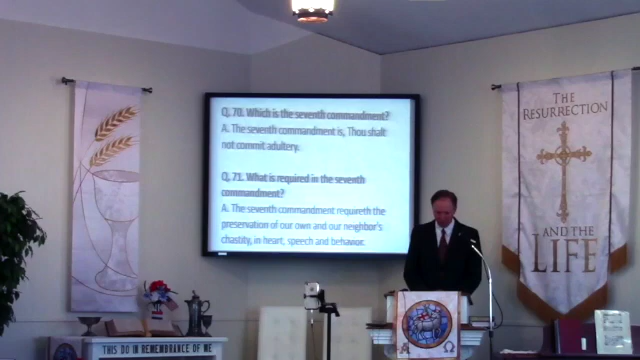 Q. 70. Which is the seventh commandment?
A. The seventh commandment is, Thou shalt
not commit adultery.
Q. 71. What is required in the seventh
commandment?
A. The seventh commandment requireth the
preservation of our own and our neighbor's
chastity, in heart, speech and behavior.
THE
RESURRECTION
AND THE
LIFE
Α Ω
THIS DO IN REMEMBRANCE OF ME